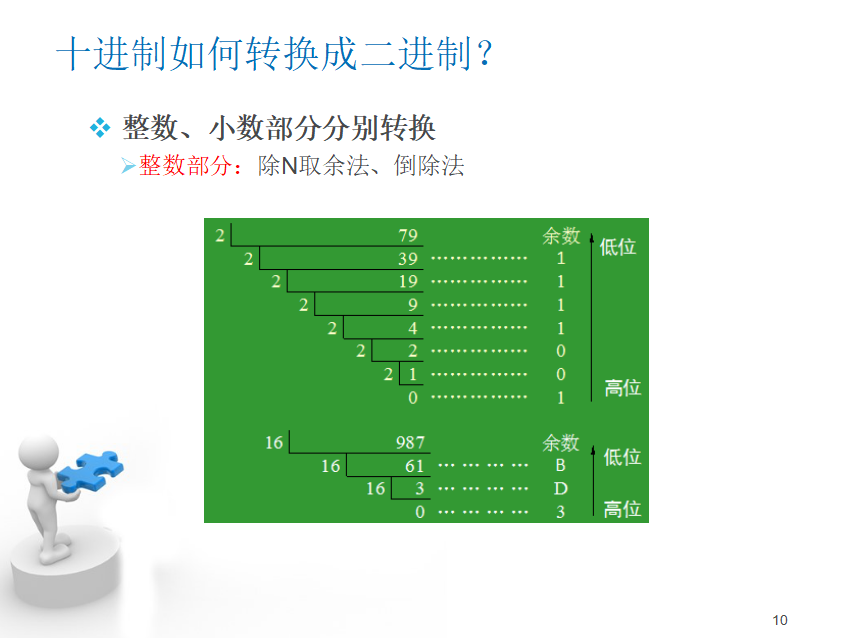 十进制如何转换成二进制？
整数、小数部分分别转换
整数部分：除N取余法、倒除法
2 79 余数 低位
2 39 …………… 1
2 19 …………… 1
2 9 …………… 1
2 4 …………… 1
2 2 …………… 0
2 1 …………… 0
0 …………… 1 高位
16 987 余数 低位
16 61 … … … … B
16 3 … … … … D
0 … … … … 3 高位
10